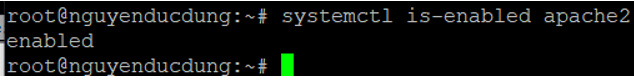 root@nguyenducdung:~# systemctl is-enabled apache2
enabled
root@nguyenducdung:~#